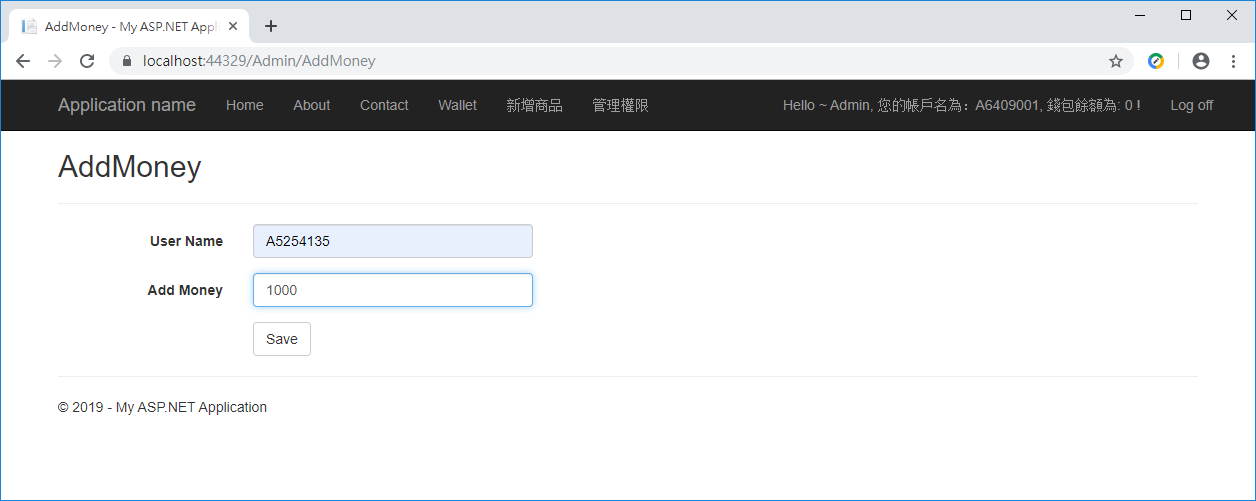 AddMoney - My ASP.NET Appl
localhost:44329/Admin/AddMoney
Application name Home About Contact Wallet 新增商品 管理權限 Hello ~ Admin, 您的帳戶名為：A6409001, 錢包餘額為: 0 ! Log off
AddMoney
User Name A5254135
Add Money 1000
Save
© 2019 - My ASP.NET Application